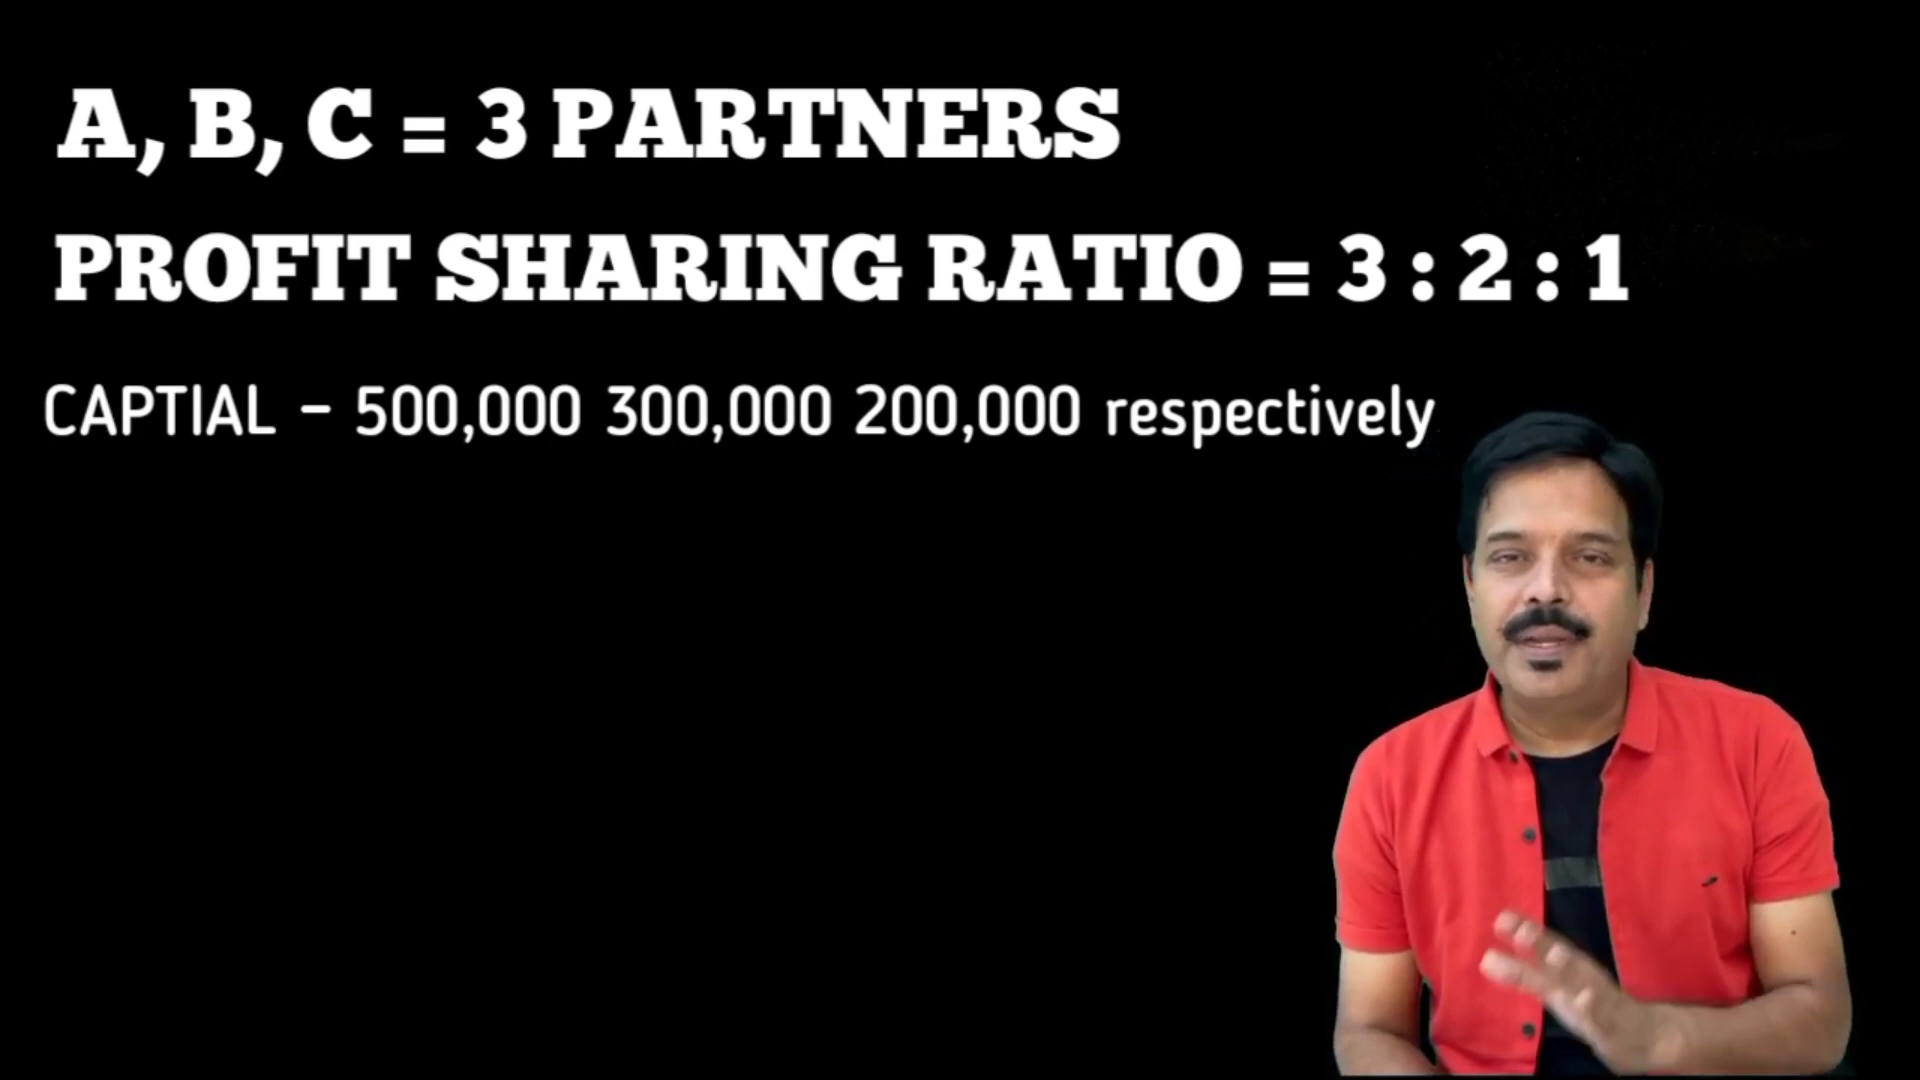 A, B, C = 3 PARTNERS
PROFIT SHARING RATIO = 3 : 2 : 1
CAPTIAL - 500,000 300,000 200,000 respectively